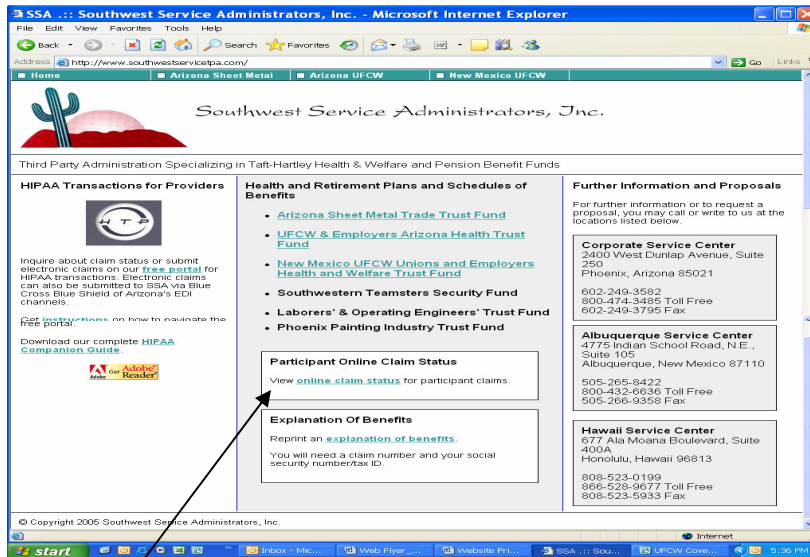 SSA .:: Southwest Service Administrators, Inc. - Microsoft Internet Explorer
File Edit View Favorites Tools Help
Back Search Favorites
Address http://www.southwestservicetpa.com/ Go Links
Home Arizona Sheet Metal Arizona UFCW New Mexico UFCW
Southwest Service Administrators, Inc.
Third Party Administration Specializing in Taft-Hartley Health & Welfare and Pension Benefit Funds
HIPAA Transactions for Providers
HTP
Inquire about claim status or submit
electronic claims on our free portal for
HIPAA transactions. Electronic claims
can also be submitted to SSA via Blue
Cross Blue Shield of Arizona's EDI
channels.
Get instructions on how to navigate the
free portal.
Download our complete HIPAA
Companion Guide.
Adobe Get Adobe Reader
Health and Retirement Plans and Schedules of
Benefits
Arizona Sheet Metal Trade Trust Fund
UFCW & Employers Arizona Health Trust
Fund
New Mexico UFCW Unions and Employers
Health and Welfare Trust Fund
Southwestern Teamsters Security Fund
Laborers' & Operating Engineers' Trust Fund
Phoenix Painting Industry Trust Fund
Participant Online Claim Status
View online claim status for participant claims.
Explanation Of Benefits
Reprint an explanation of benefits.
You will need a claim number and your social
security number/tax ID.
Further Information and Proposals
For further information or to request a
proposal, you may call or write to us at the
locations listed below.
Corporate Service Center
2400 West Dunlap Avenue, Suite
250
Phoenix, Arizona 85021
602-249-3582
800-474-3485 Toll Free
602-249-3795 Fax
Albuquerque Service Center
4775 Indian School Road, N.E.,
Suite 105
Albuquerque, New Mexico 87110
505-265-8422
800-432-6636 Toll Free
505-266-9358 Fax
Hawaii Service Center
677 Ala Moana Boulevard, Suite
400A
Honolulu, Hawaii 96813
808-523-0199
866-528-9677 Toll Free
808-523-5933 Fax
© Copyright 2005 Southwest Service Administrators, Inc.
Internet
start Inbox - Mic... Web Flyer_... Website Pri... SSA .:: Sou... UFCW Cove... 5:36 PM